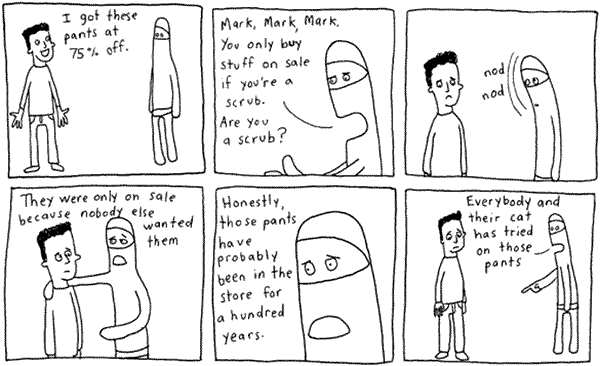 I got these
pants at
75% off.
Mark, Mark, Mark.
You only buy
stuff on sale
if you're a
scrub.
Are you
a scrub?
nod
nod
They were only on sale
because nobody else
wanted
them
Honestly,
those pants
have
probably
been in the
store for
a hundred
years.
Everybody and
their cat
has tried
on those
pants